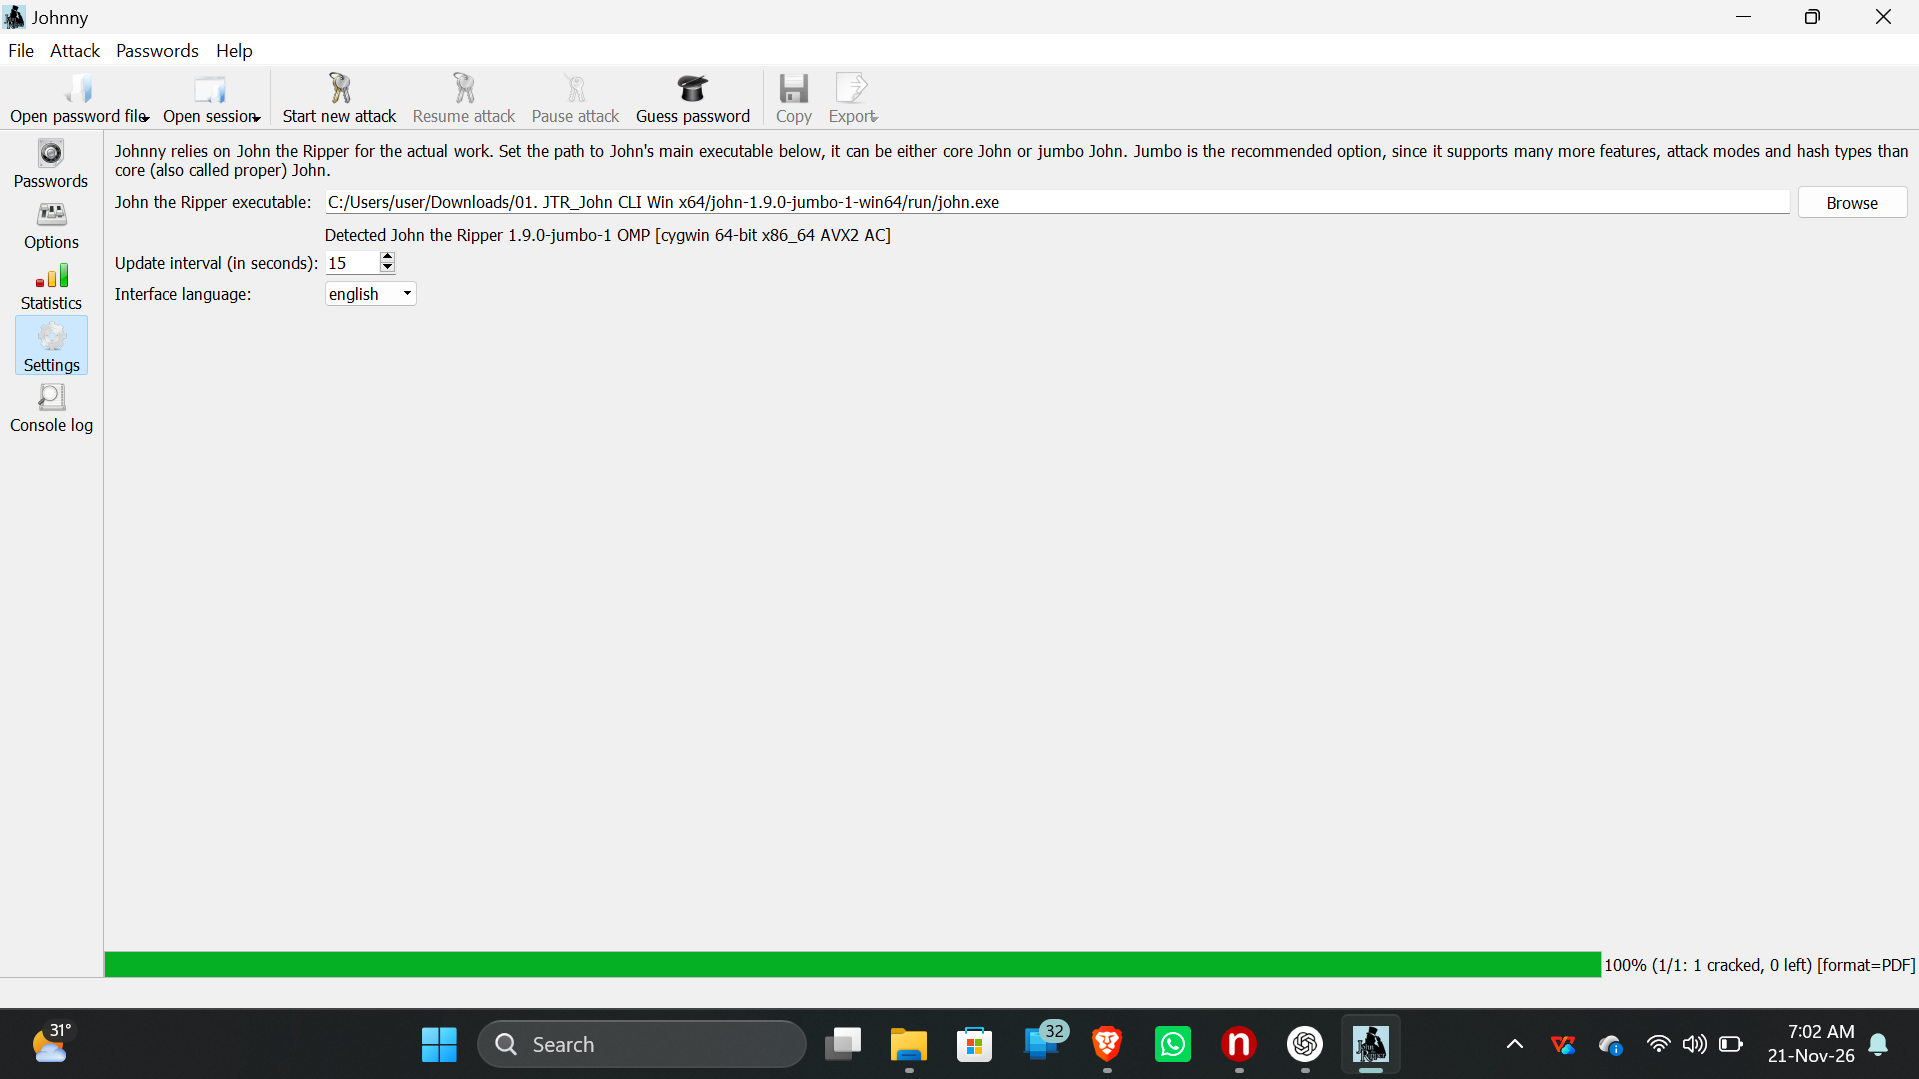 Johnny
File Attack Passwords Help
Open password file Open session Start new attack Resume attack Pause attack Guess password Copy Export
Passwords
Options
Statistics
Settings
Console log
Johnny relies on John the Ripper for the actual work. Set the path to John's main executable below, it can be either core John or jumbo John. Jumbo is the recommended option, since it supports many more features, attack modes and hash types than
core (also called proper) John.
John the Ripper executable: C:/Users/user/Downloads/01. JTR_John CLI Win x64/john-1.9.0-jumbo-1-win64/run/john.exe Browse
Detected John the Ripper 1.9.0-jumbo-1 OMP [cygwin 64-bit x86_64 AVX2 AC]
Update interval (in seconds): 15
Interface language: english
100% (1/1: 1 cracked, 0 left) [format=PDF]
31°
Search
32
7:02 AM
21-Nov-26